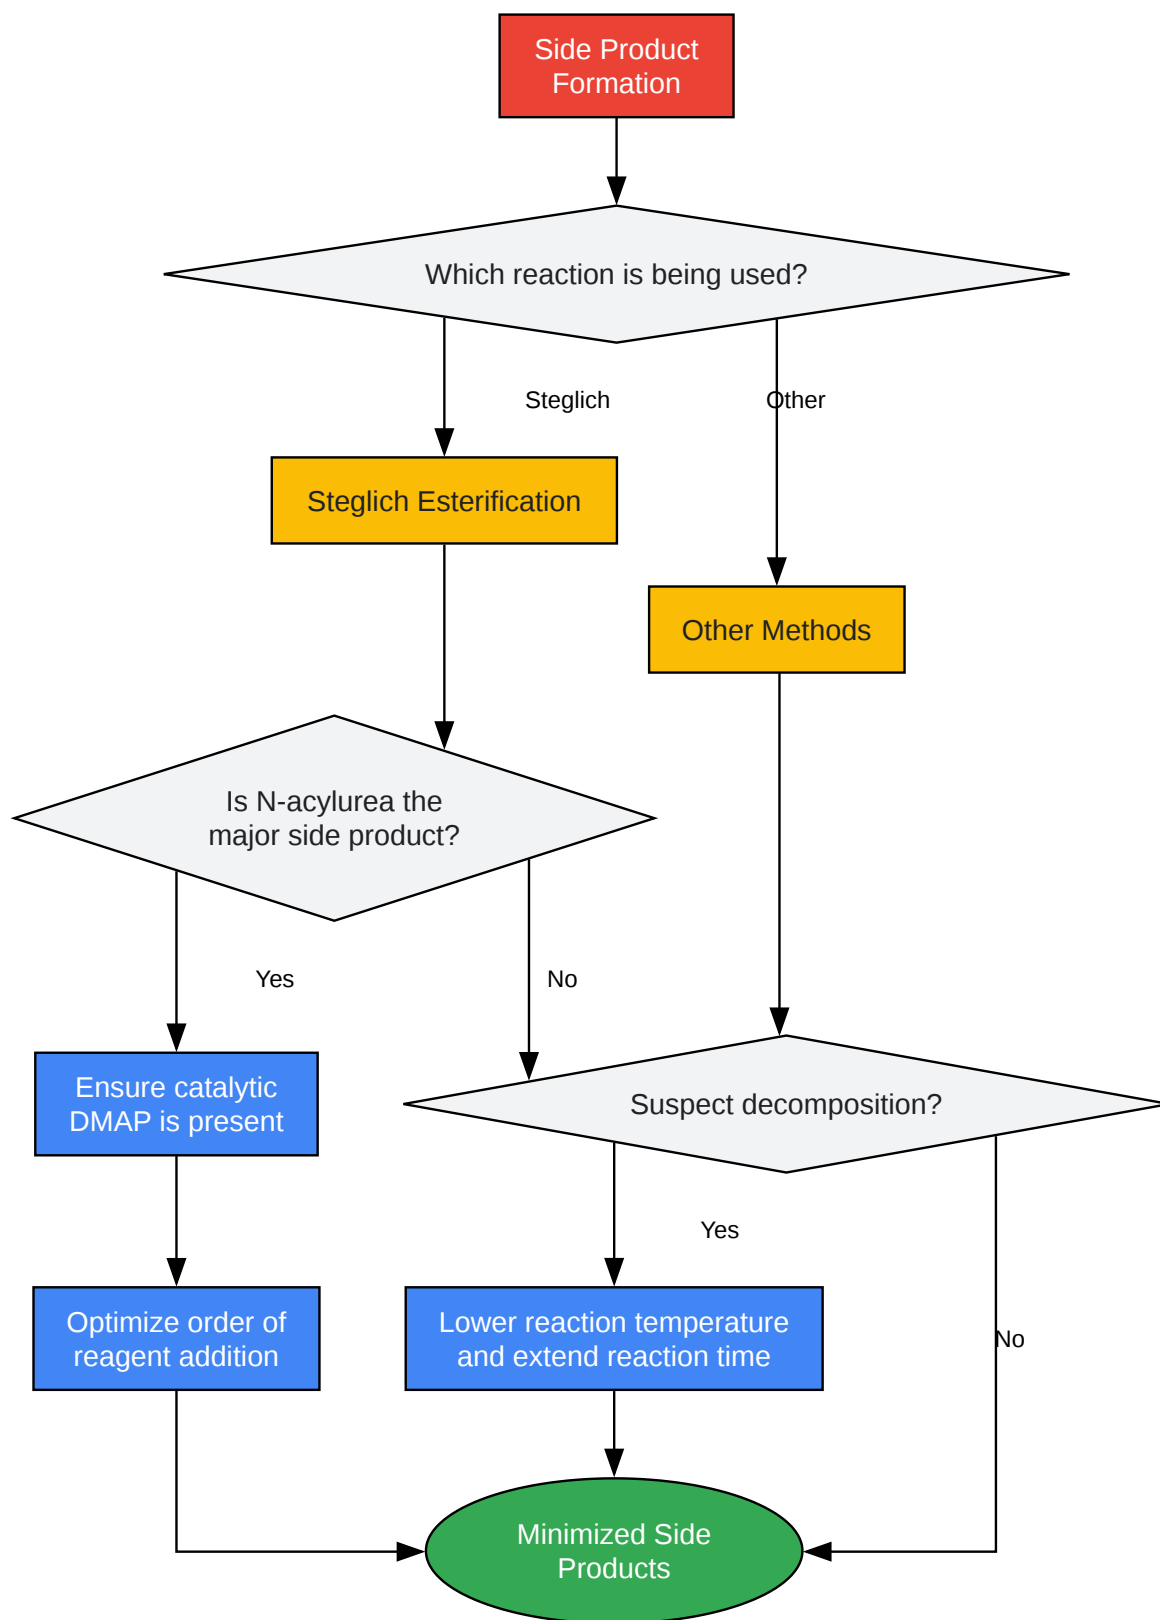 Side Product
Formation
Which reaction is being used?
Steglich
Other
Steglich Esterification
Other Methods
Is N-acylurea the
major side product?
Yes
No
Ensure catalytic
DMAP is present
Suspect decomposition?
Yes
Optimize order of
reagent addition
Lower reaction temperature
and extend reaction time
No
Minimized Side
Products